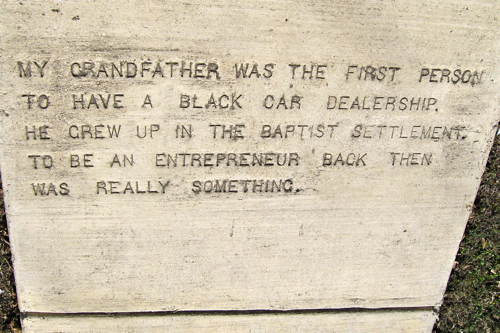 MY GRANDFATHER WAS THE FIRST PERSON
TO HAVE A BLACK CAR DEALERSHIP.
HE GREW UP IN THE BAPTIST SETTLEMENT.
TO BE AN ENTREPRENEUR BACK THEN
WAS REALLY SOMETHING.